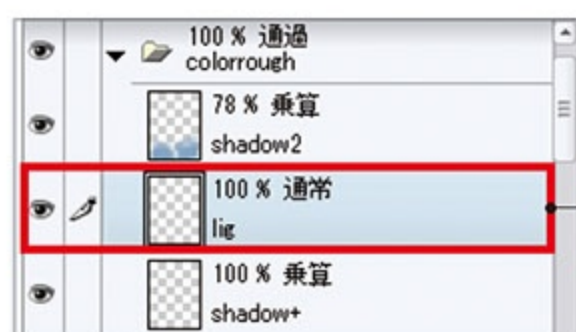 100 % 通過
colorrough
78 % 乗算
shadow2
100 % 通常
lig
100 % 乗算
shadow+